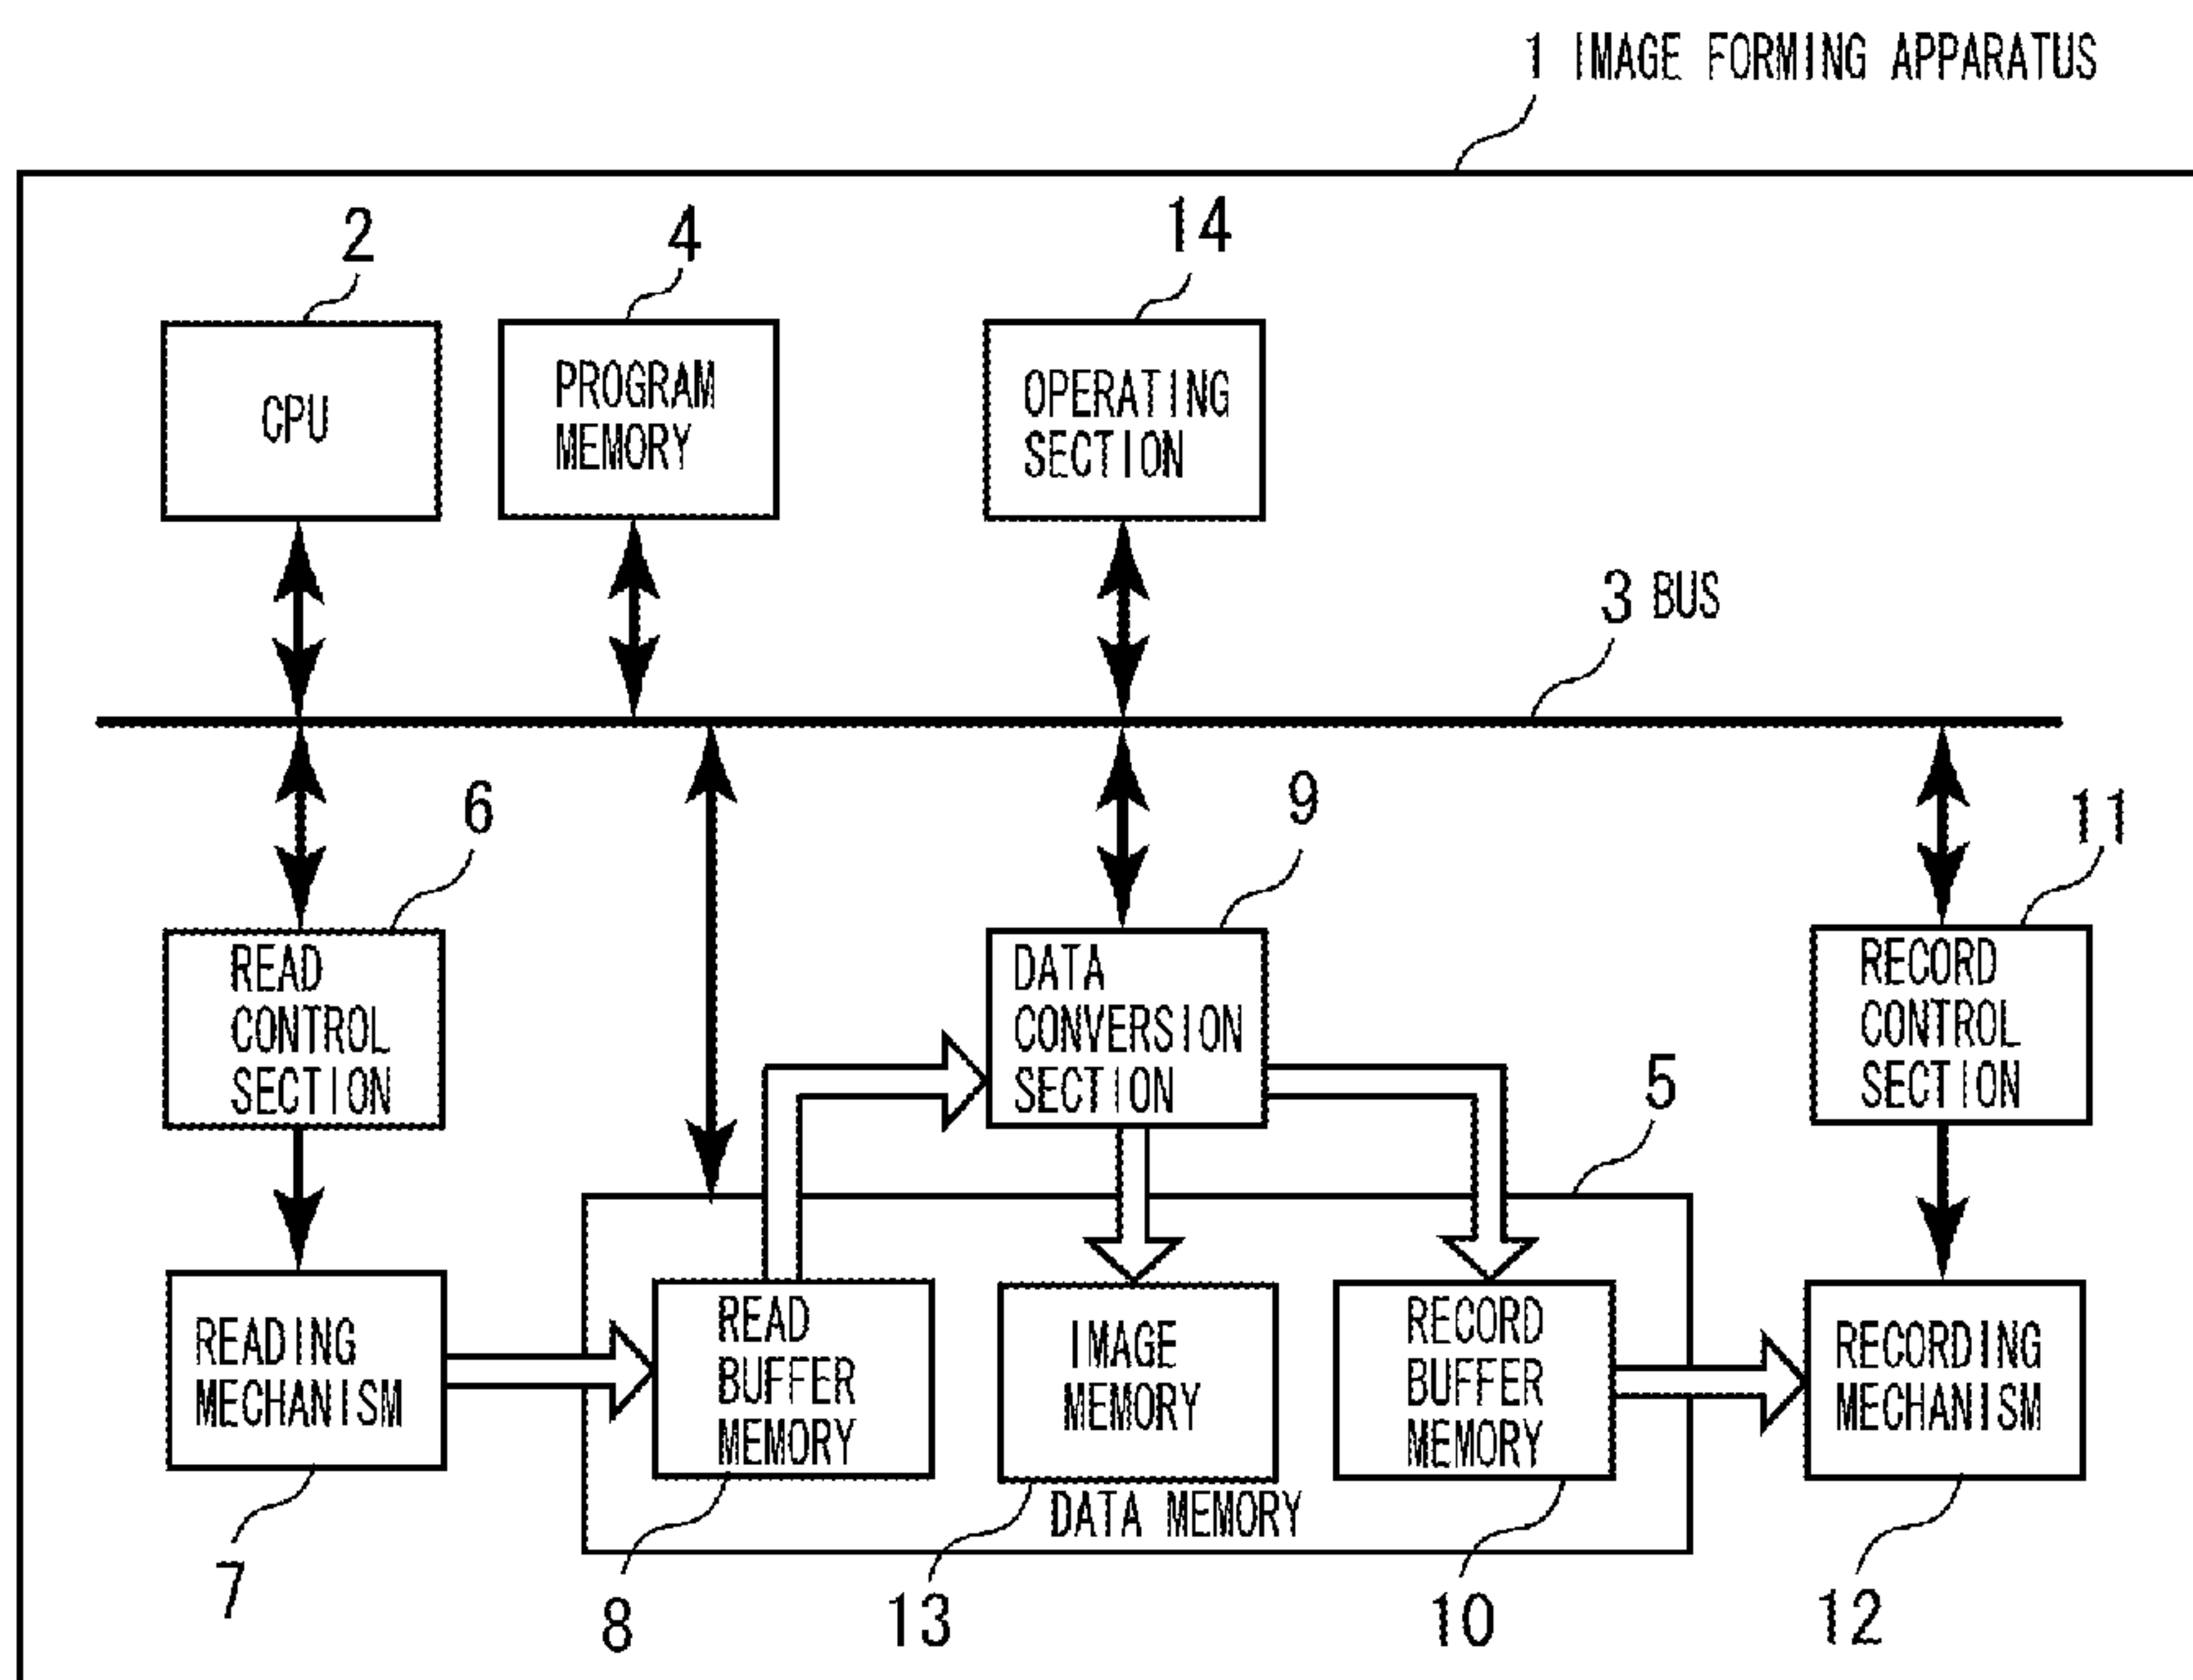 1 IMAGE FORMING APPARATUS
2
4
14
CPU
PROGRAM
MEMORY
OPERATING
SECTION
3 BUS
6
9
11
READ
CONTROL
SECTION
DATA
CONVERSION
SECTION
RECORD
CONTROL
SECTION
5
READING
MECHANISM
READ
BUFFER
MEMORY
IMAGE
MEMORY
RECORD
BUFFER
MEMORY
RECORDING
MECHANISM
DATA MEMORY
7
8
13
10
12